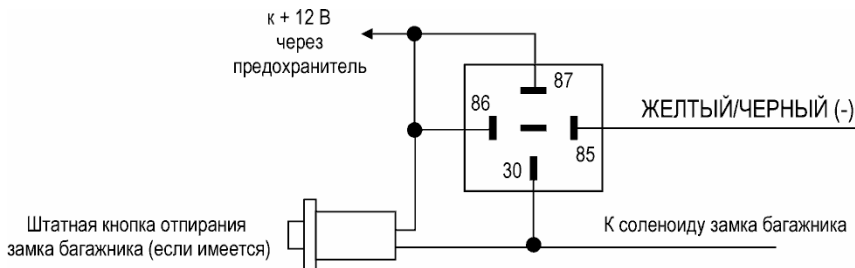 к + 12 В
через
предохранитель
87
86
ЖЕЛТЫЙ/ЧЕРНЫЙ (-)
85
30
Штатная кнопка отпирания
замка багажника (если имеется)
К соленоиду замка багажника